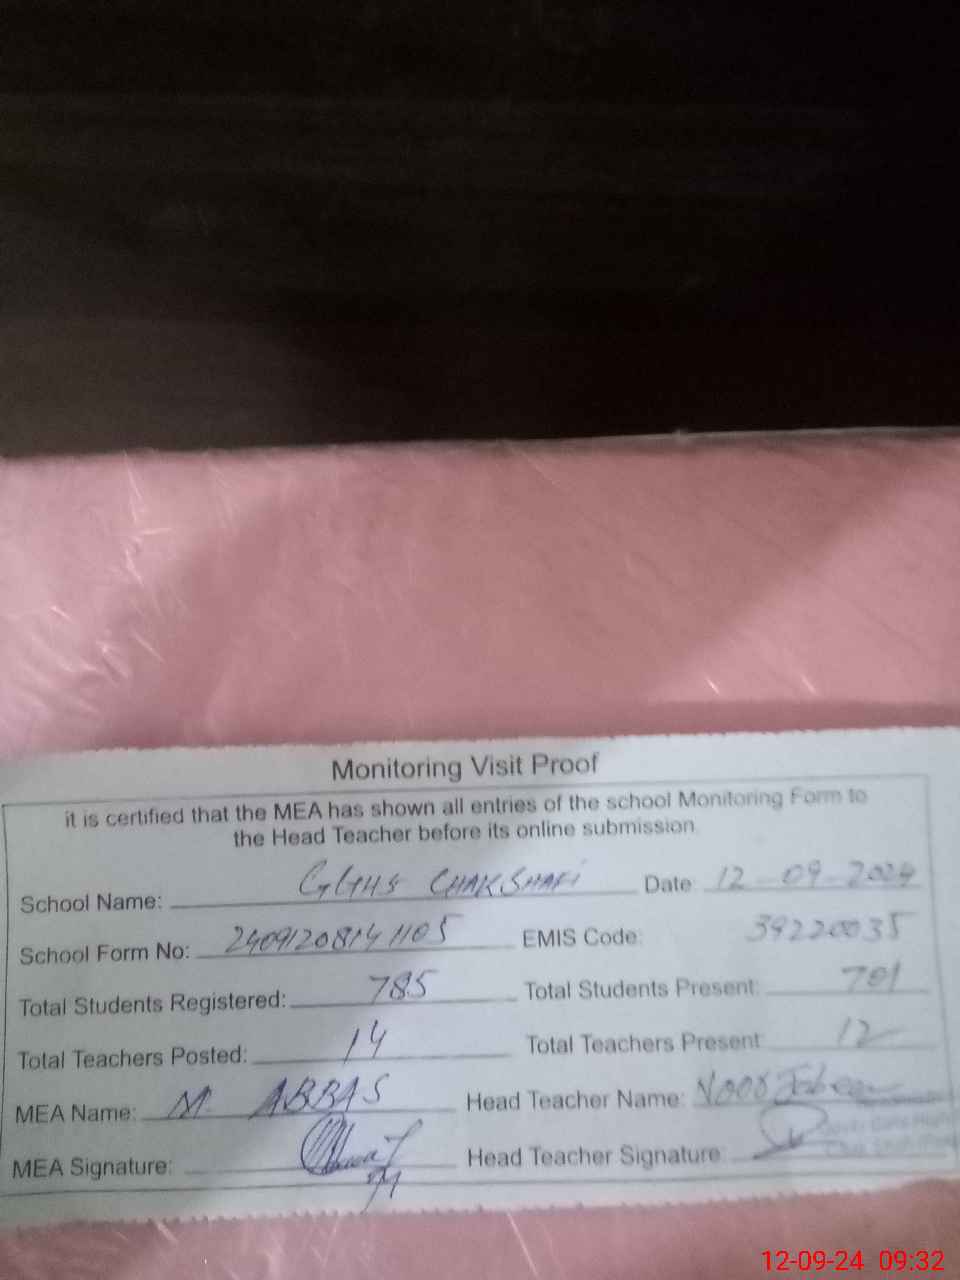 Monitoring Visit Proof
it is certified that the MEA has shown all entries of the school Monitoring Form to
the Head Teacher before its online submission.
School Name: GGHS CHAK SHAFI Date: 12-09-2024
School Form No: 24091208141105 EMIS Code: 39220035
Total Students Registered: 785 Total Students Present: 701
Total Teachers Posted: 14 Total Teachers Present: 12
MEA Name: M. ABBAS Head Teacher Name: Noor Jabeen
MEA Signature: Head Teacher Signature:
12-09-24 09:32